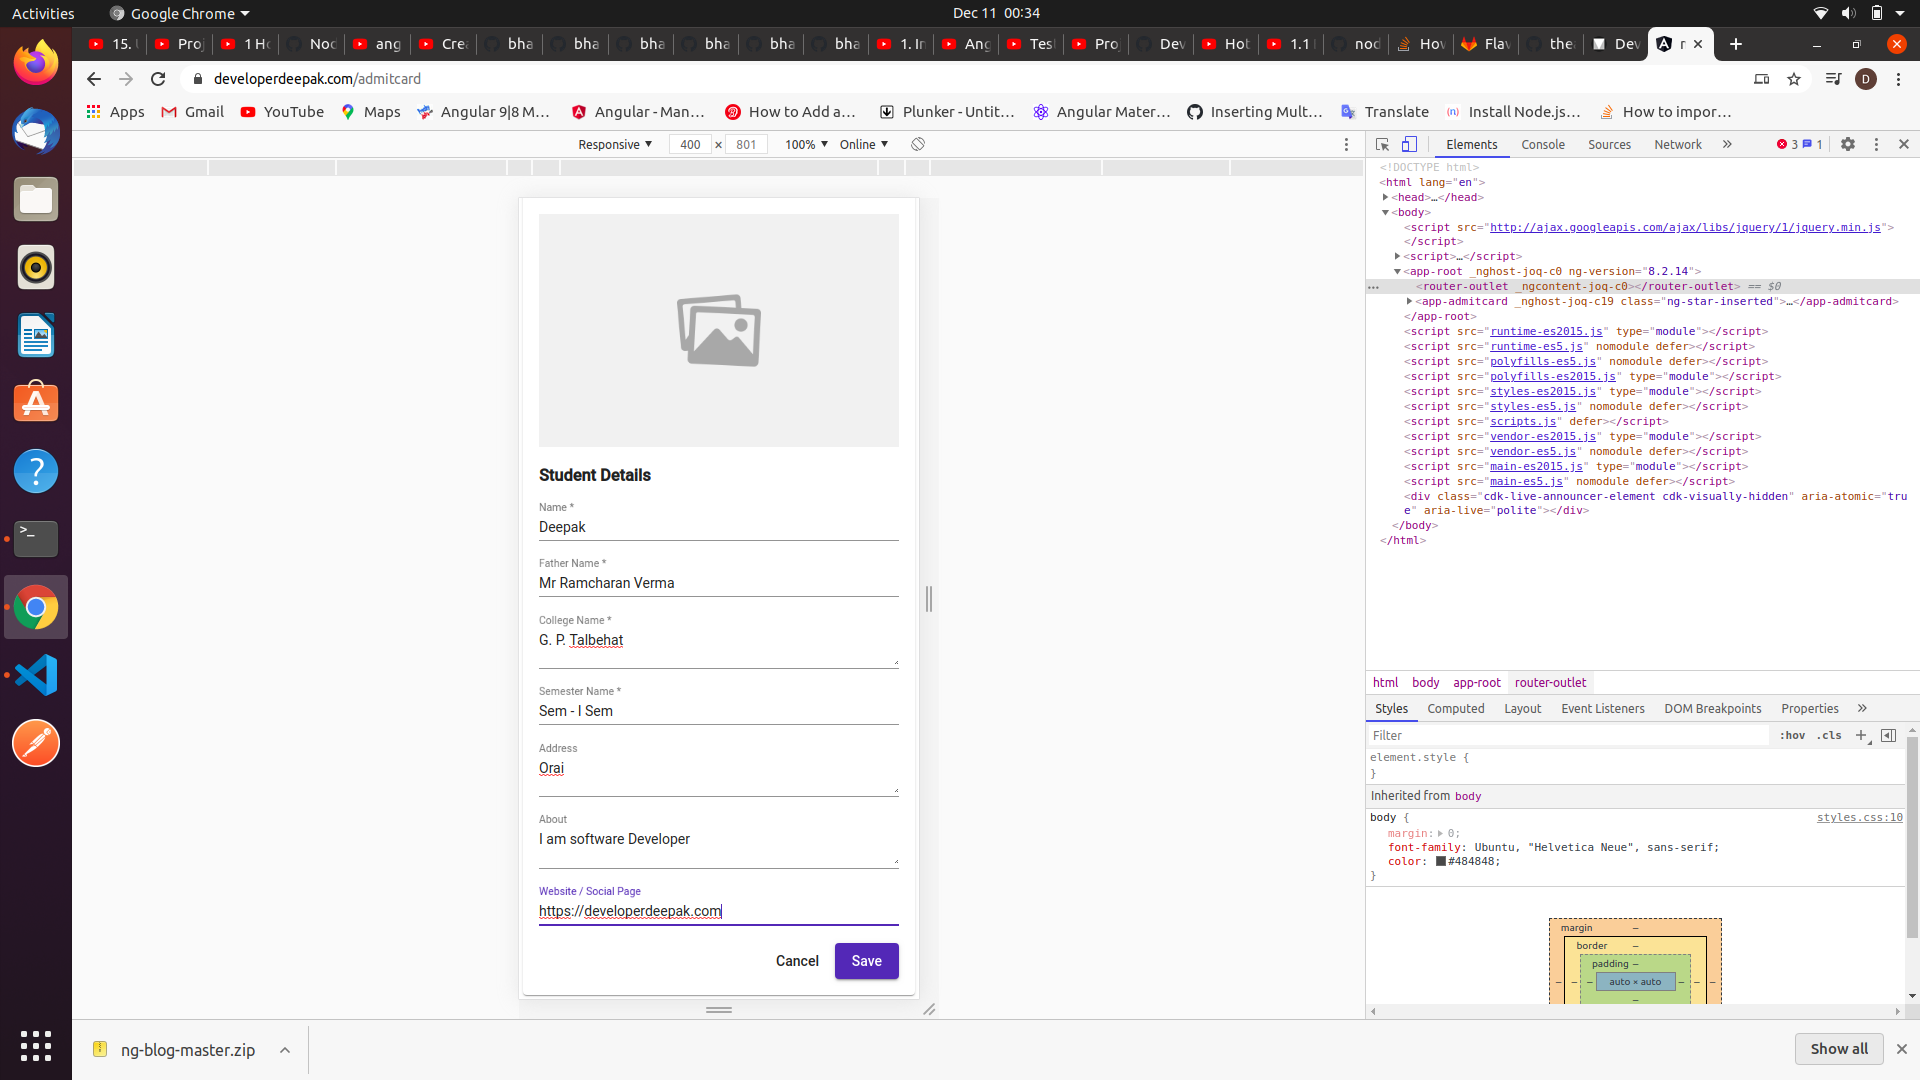 Activities
Google Chrome
Dec 11 00:34
15. 
Proj
1 Ho
Noc
ang
Crea
bha
bha
bha
bha
bha
bha
1. In
Ang
Test
Proj
Dev
Hot
1.1 
nod
Hov
Flav
thea
Dev
developerdeepak.com/admitcard
D
Apps
Gmail
YouTube
Maps
Angular 9|8 M...
Angular - Man...
How to Add a...
Plunker - Untit...
Angular Mater...
Inserting Mult...
Translate
Install Node.js...
How to impor...
Responsive
400 × 801
100%
Online
Student Details
Name *
Deepak
Father Name *
Mr Ramcharan Verma
College Name *
G. P. Talbehat
Semester Name *
Sem - I Sem
Address
Orai
About
I am software Developer
Website / Social Page
https://developerdeepak.com
Cancel
Save
Elements
Console
Sources
Network
3
1
<!DOCTYPE html>
<html lang="en">
<head>…</head>
<body>
<script src="http://ajax.googleapis.com/ajax/libs/jquery/1/jquery.min.js">
</script>
<script>…</script>
<app-root _nghost-joq-c0 ng-version="8.2.14">
<router-outlet _ngcontent-joq-c0></router-outlet> == $0
<app-admitcard _nghost-joq-c19 class="ng-star-inserted">…</app-admitcard>
</app-root>
<script src="runtime-es2015.js" type="module"></script>
<script src="runtime-es5.js" nomodule defer></script>
<script src="polyfills-es5.js" nomodule defer></script>
<script src="polyfills-es2015.js" type="module"></script>
<script src="styles-es2015.js" type="module"></script>
<script src="styles-es5.js" nomodule defer></script>
<script src="scripts.js" defer></script>
<script src="vendor-es2015.js" type="module"></script>
<script src="vendor-es5.js" nomodule defer></script>
<script src="main-es2015.js" type="module"></script>
<script src="main-es5.js" nomodule defer></script>
<div class="cdk-live-announcer-element cdk-visually-hidden" aria-atomic="tru
e" aria-live="polite"></div>
</body>
</html>
html
body
app-root
router-outlet
Styles
Computed
Layout
Event Listeners
DOM Breakpoints
Properties
Filter
:hov
.cls
element.style {
}
Inherited from body
body {
styles.css:10
margin: 0;
font-family: Ubuntu, "Helvetica Neue", sans-serif;
color: #484848;
}
margin
border
padding
auto × auto
ng-blog-master.zip
Show all